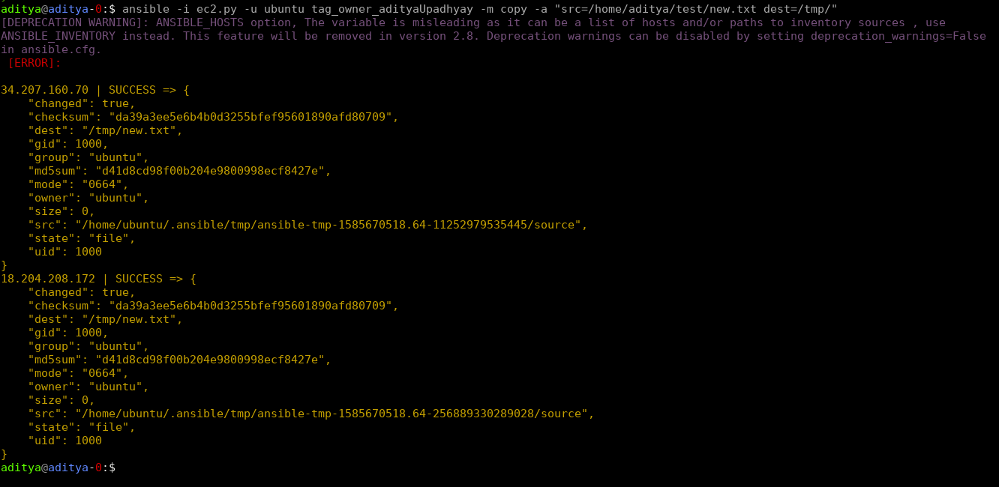 aditya@aditya-0:$ ansible -i ec2.py -u ubuntu tag_owner_adityaUpadhyay -m copy -a "src=/home/aditya/test/new.txt dest=/tmp/"
[DEPRECATION WARNING]: ANSIBLE_HOSTS option, The variable is misleading as it can be a list of hosts and/or paths to inventory sources , use
ANSIBLE_INVENTORY instead. This feature will be removed in version 2.8. Deprecation warnings can be disabled by setting deprecation_warnings=False
in ansible.cfg.
 [ERROR]:

34.207.160.70 | SUCCESS => {
    "changed": true,
    "checksum": "da39a3ee5e6b4b0d3255bfef95601890afd80709",
    "dest": "/tmp/new.txt",
    "gid": 1000,
    "group": "ubuntu",
    "md5sum": "d41d8cd98f00b204e9800998ecf8427e",
    "mode": "0664",
    "owner": "ubuntu",
    "size": 0,
    "src": "/home/ubuntu/.ansible/tmp/ansible-tmp-1585670518.64-11252979535445/source",
    "state": "file",
    "uid": 1000
}
18.204.208.172 | SUCCESS => {
    "changed": true,
    "checksum": "da39a3ee5e6b4b0d3255bfef95601890afd80709",
    "dest": "/tmp/new.txt",
    "gid": 1000,
    "group": "ubuntu",
    "md5sum": "d41d8cd98f00b204e9800998ecf8427e",
    "mode": "0664",
    "owner": "ubuntu",
    "size": 0,
    "src": "/home/ubuntu/.ansible/tmp/ansible-tmp-1585670518.64-256889330289028/source",
    "state": "file",
    "uid": 1000
}
aditya@aditya-0:$